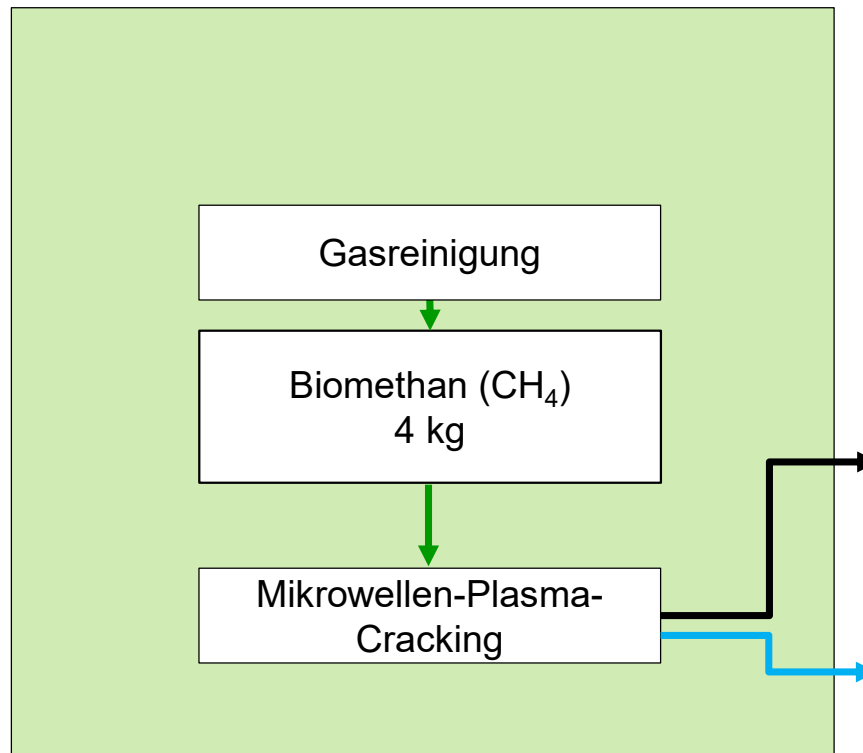 Gasreinigung
Biomethan (CH₄)
4 kg
Mikrowellen-Plasma-
Cracking